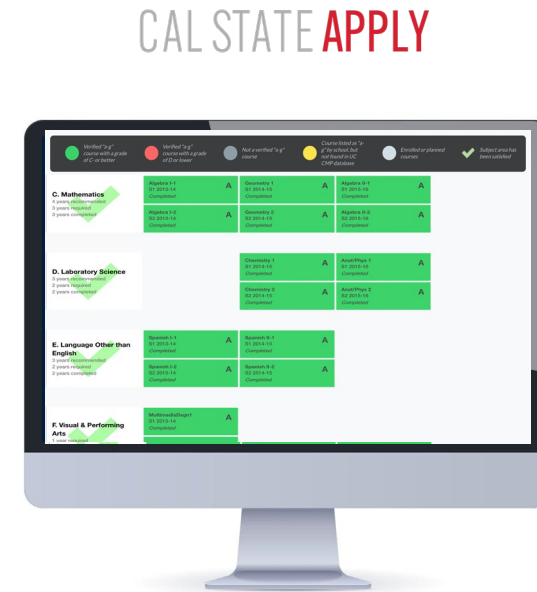 CAL STATE APPLY
Verified "a-g"
course with a grade
of C- or better
Verified "a-g"
course with a grade
of D or lower
Not a verified "a-g"
course
Course listed as "a-
g" by school, but
not found in UC
CMP database
Enrolled or planned
courses
Subject area has
been satisfied
C. Mathematics
4 years recommended
3 years required
3 years completed
Algebra I-1 A
S1 2013-14
Completed
Geometry 1 A
S1 2014-15
Completed
Algebra II-1 A
S1 2015-16
Completed
Algebra I-2 A
S2 2013-14
Completed
Geometry 2 A
S2 2014-15
Completed
Algebra II-2 A
S2 2015-16
Completed
D. Laboratory Science
3 years recommended
2 years required
2 years completed
Chemistry 1 A
S1 2014-15
Completed
Anat/Phys 1 A
S1 2015-16
Completed
Chemistry 2 A
S2 2014-15
Completed
Anat/Phys 2 A
S2 2015-16
Completed
E. Language Other than
English
3 years recommended
2 years required
2 years completed
Spanish I-1 A
S1 2013-14
Completed
Spanish II-1 A
S1 2014-15
Completed
Spanish I-2 A
S2 2013-14
Completed
Spanish II-2 A
S2 2014-15
Completed
F. Visual & Performing
Arts
1 year required
MultimediaDsgn1 A
S1 2013-14
Completed